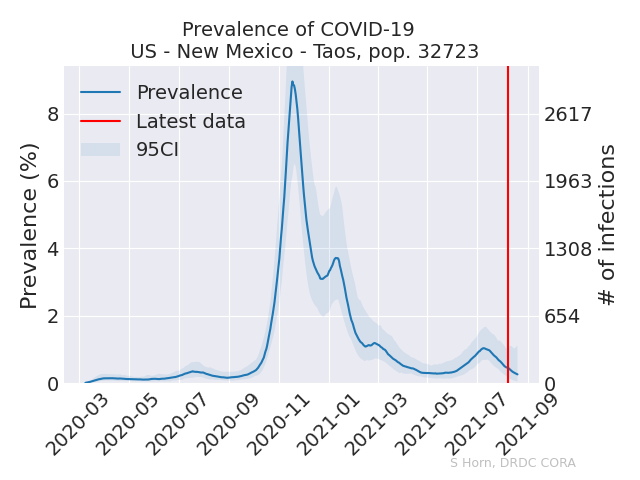 Prevalence of COVID-19
US - New Mexico - Taos, pop. 32723
Prevalence
Latest data
95CI
Prevalence (%)
8
6
4
2
0
2617
1963
1308
654
0
# of infections
2020-03
2020-05
2020-07
2020-09
2020-11
2021-01
2021-03
2021-05
2021-07
2021-09
S Horn, DRDC CORA